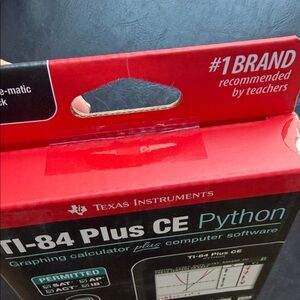 #1 BRAND
recommended
by teachers
e-matic
ck
TEXAS INSTRUMENTS
TI-84 Plus CE Python
Graphing calculator plus computer software
PERMITTED
SAT AP
ACT IB
TI-84 Plus CE